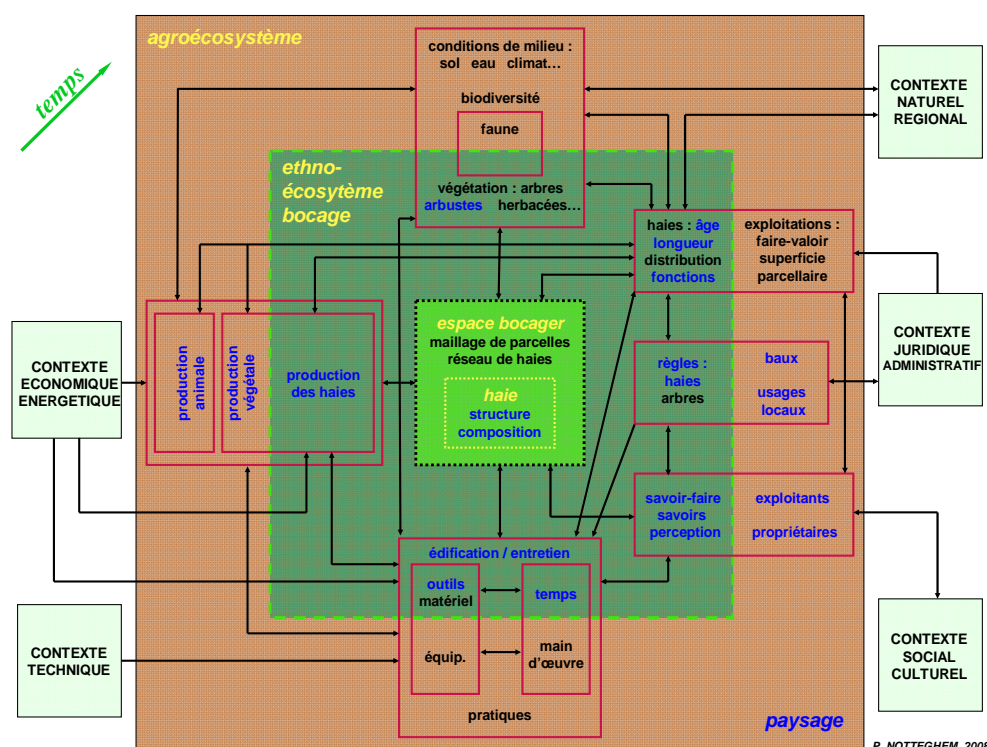 agroécosystème
temps
conditions de milieu :
sol eau climat…
biodiversité
faune
végétation : arbres
arbustes herbacées…
CONTEXTE
NATUREL
REGIONAL
ethno-
écosytème
bocage
haies : âge
longueur
distribution
fonctions
exploitations :
faire-valoir
superficie
parcellaire
espace bocager
maillage de parcelles
réseau de haies
haie
structure
composition
CONTEXTE
ECONOMIQUE
ENERGETIQUE
production
animale
production
végétale
production
des haies
règles :
haies
arbres
baux
usages
locaux
CONTEXTE
JURIDIQUE
ADMINISTRATIF
savoir-faire
savoirs
perception
exploitants
propriétaires
édification / entretien
outils
matériel
temps
équip.
main
d'œuvre
pratiques
CONTEXTE
TECHNIQUE
CONTEXTE
SOCIAL
CULTUREL
paysage
P. NOTTEGHEM 2008